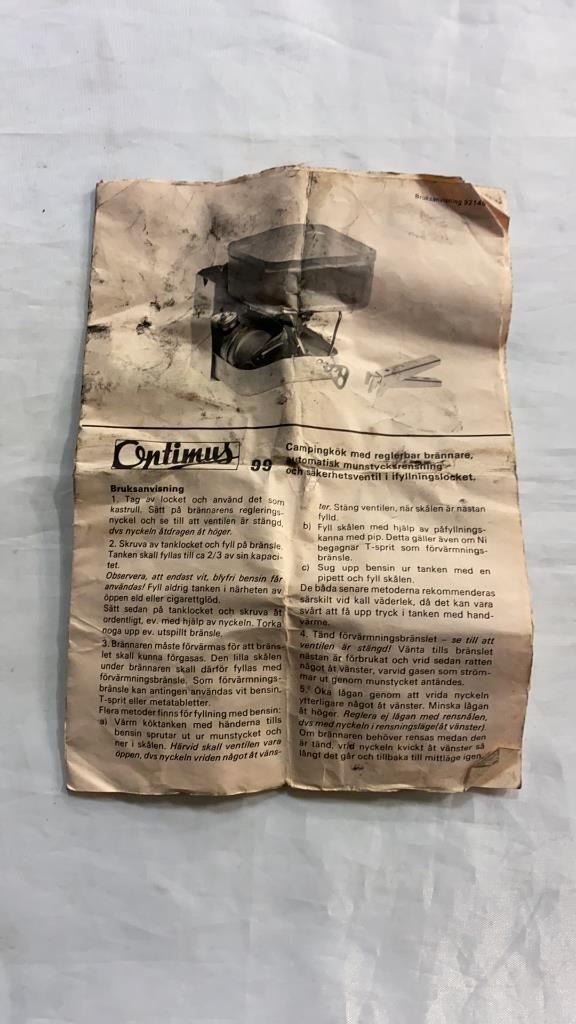 Bruksanvisning 9214
Optimus 99
Campingkök med reglerbar brännare,
automatisk munstycksrensning
och säkerhetsventil i ifyllningslocket.
Bruksanvisning
1. Tag av locket och använd det som
kastrull. Sätt på brännarens reglerings-
nyckel och se till att ventilen är stängd,
dvs nyckeln åtdragen åt höger.
2. Skruva av tanklocket och fyll på bränsle.
Tanken skall fyllas till ca 2/3 av sin kapaci-
tet.
Observera, att endast vit, blyfri bensin får
användas! Fyll aldrig tanken i närheten av
öppen eld eller cigarettglöd.
Sätt sedan på tanklocket och skruva åt
ordentligt, ev. med hjälp av nyckeln. Torka
noga upp ev. utspillt bränsle.
3. Brännaren måste förvärmas för att bräns-
let skall kunna förgasas. Den lilla skålen
under brännaren skall därför fyllas med
förvärmningsbränsle. Som förvärmnings-
bränsle kan antingen användas vit bensin,
T-sprit eller metatabletter.
Flera metoder finns för fyllning med bensin:
a) Värm köktanken med händerna tills
bensin sprutar ut ur munstycket och
ner i skålen. Härvid skall ventilen vara
öppen, dvs nyckeln vriden något åt väns-
ter. Stäng ventilen, när skålen är nästan
fylld.
b) Fyll skålen med hjälp av påfyllnings-
kanna med pip. Detta gäller även om Ni
begagnar T-sprit som förvärmnings-
bränsle.
c) Sug upp bensin ur tanken med en
pipett och fyll skålen.
De båda senare metoderna rekommenderas
särskilt vid kall väderlek, då det kan vara
svårt att få upp tryck i tanken med hand-
värme.
4. Tänd förvärmningsbränslet – se till att
ventilen är stängd! Vänta tills bränslet
nästan är förbrukat och vrid sedan ratten
något åt vänster, varvid gasen som ström-
mar ut genom munstycket antändes.
5. Öka lågan genom att vrida nyckeln
ytterligare något åt vänster. Minska lågan
åt höger. Reglera ej lågan med rensnålen,
dvs med nyckeln i rensningsläge (åt vänster).
Om brännaren behöver rensas medan den
är tänd, vrid nyckeln kvickt åt vänster så
långt det går och tillbaka till mittläge igen.